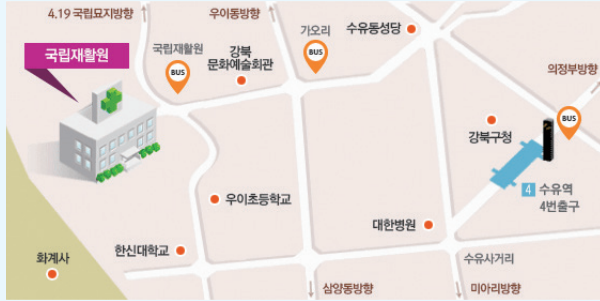 4.19 국립묘지방향
우이동방향
가오리
수유동성당
국립재활원
국립재활원
BUS
강북
문화예술회관
BUS
의정부방향
BUS
강북구청
4 수유역
4번출구
우이초등학교
대한병원
한신대학교
화계사
수유사거리
삼양동방향
미아리방향